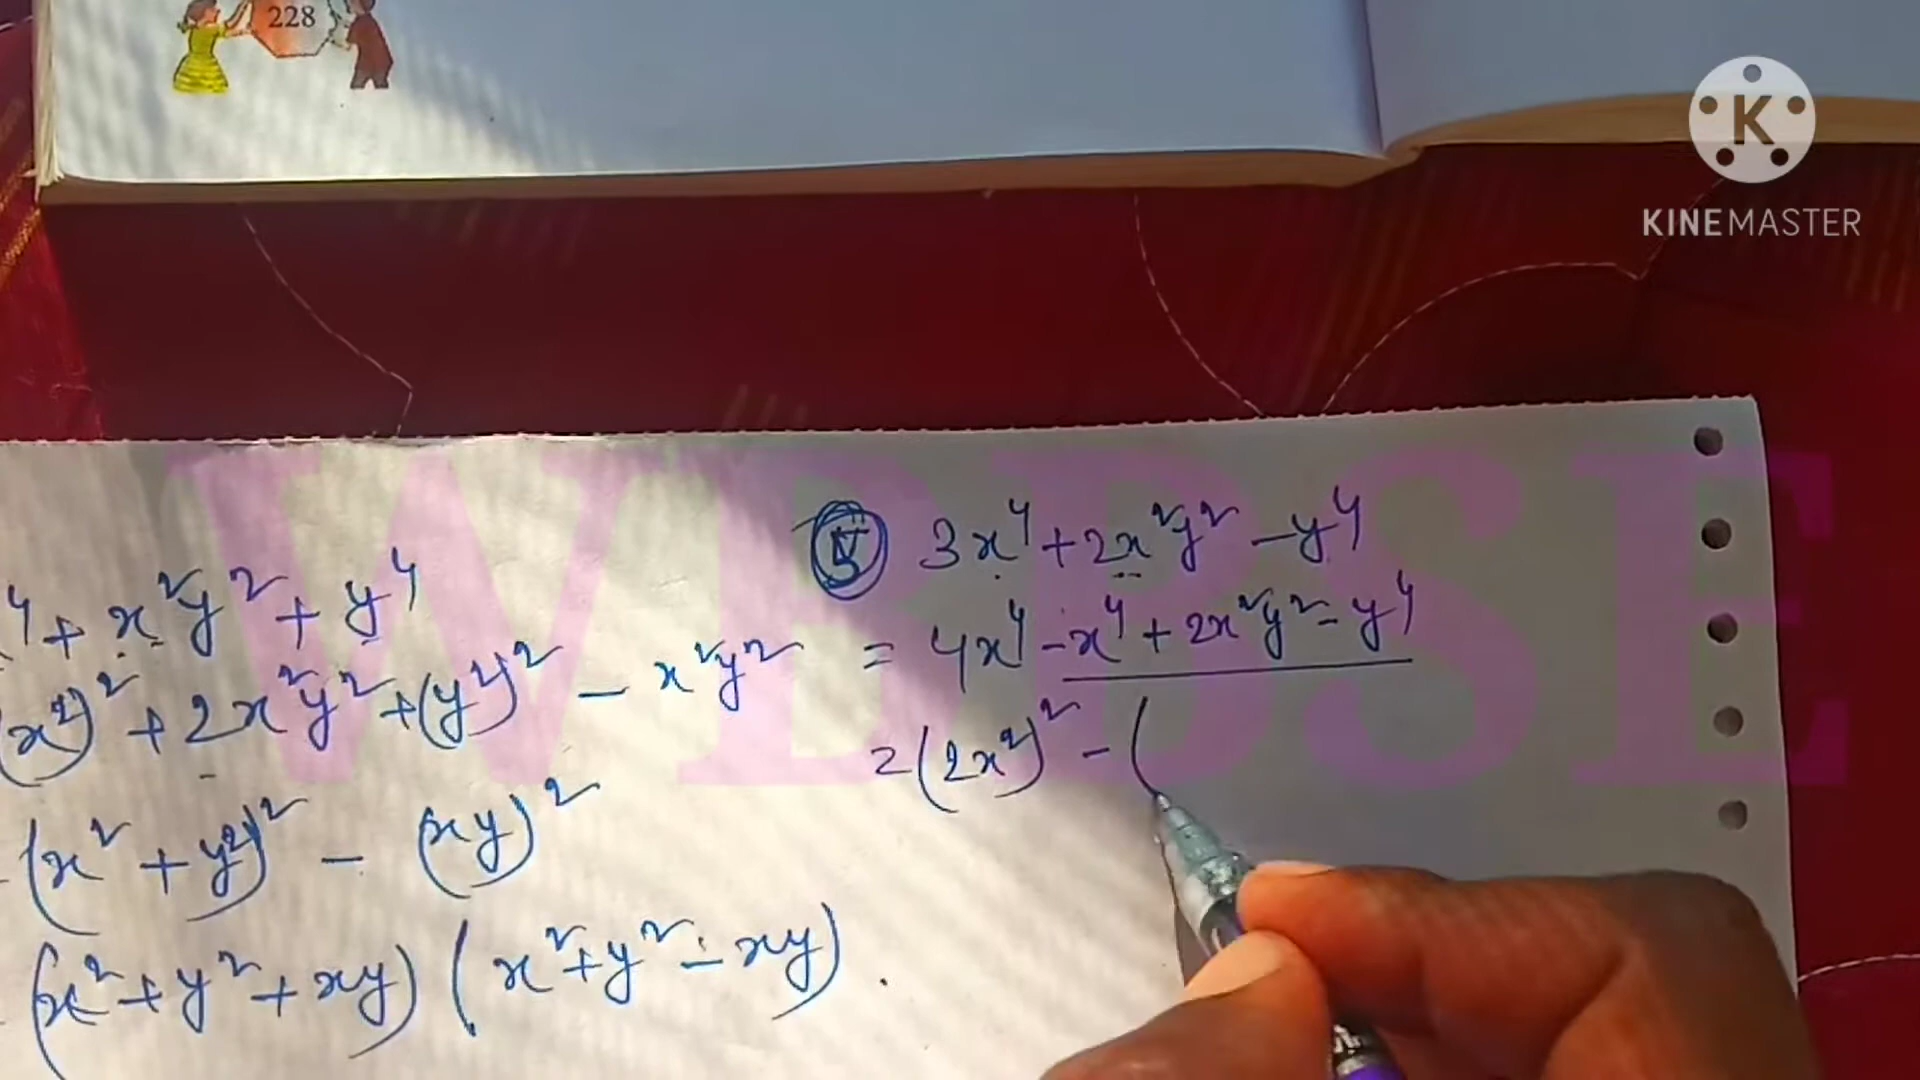 228
K
KINEMASTER
WBBSE
⁴ + x²y² + y⁴
(x²)² + 2x²y² + (y²)² - x²y²
(x² + y²)² - (xy)²
(x² + y² + xy) (x² + y² - xy).
5 3x⁴ + 2x²y² - y⁴
= 4x⁴ - x⁴ + 2x²y² - y⁴
= (2x²)² - (